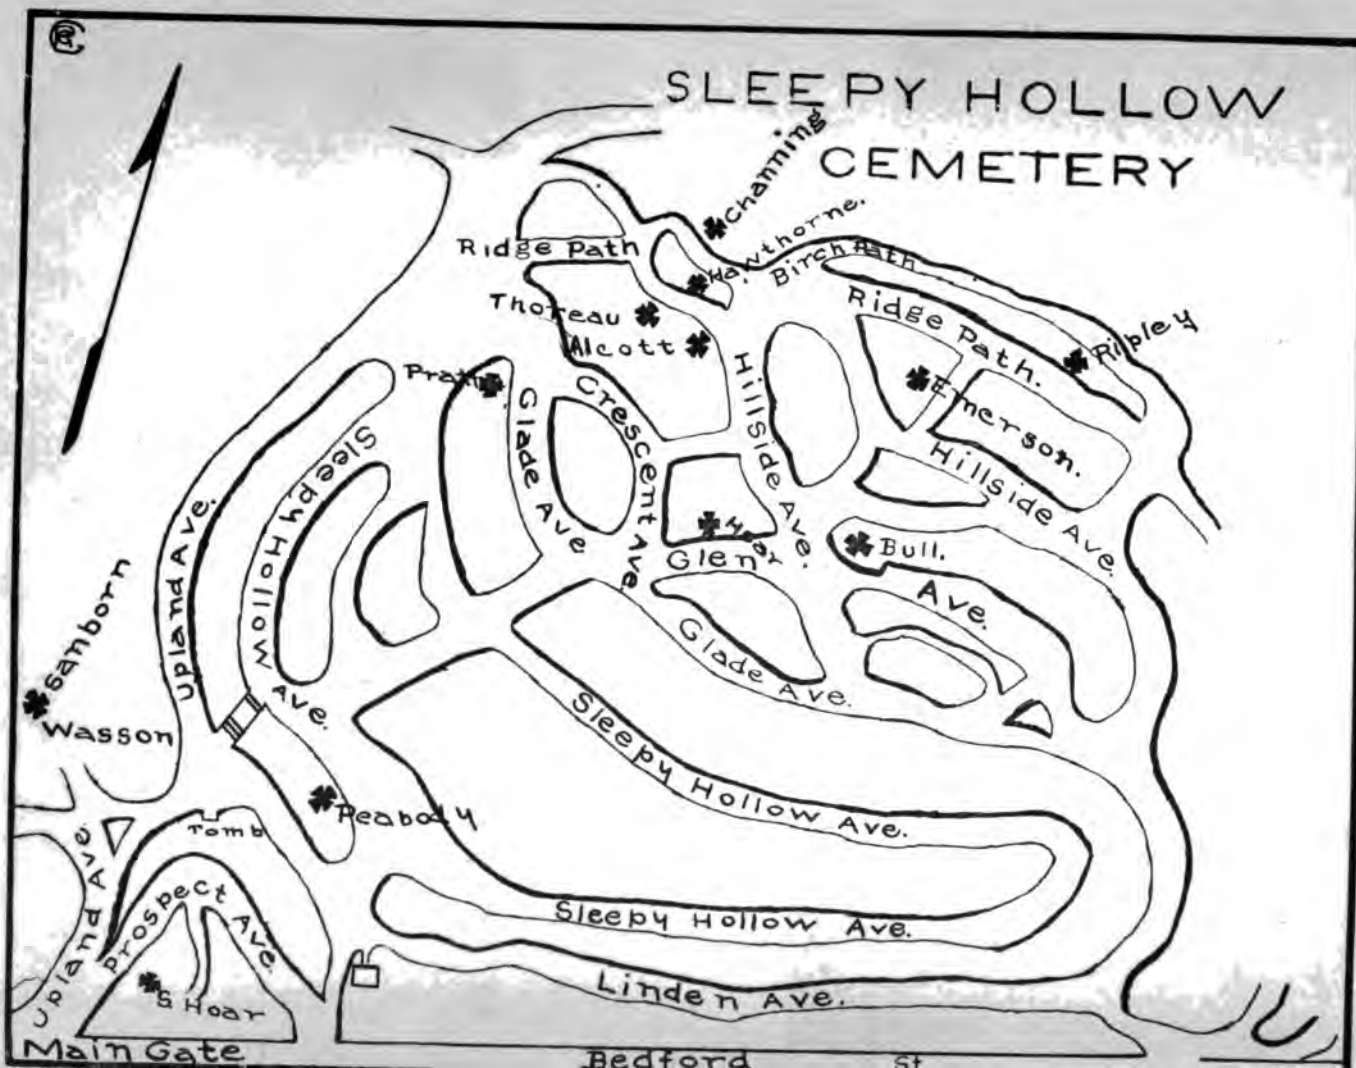 SLEEPY HOLLOW
CEMETERY
Channing
Hawthorne.
Birch Path
Ridge Path
Ridge Path.
Thoreau
Alcott
Ripley
Emerson.
Pratt
Crescent Ave.
Glade Ave
Hillside Ave.
Hillside Ave.
Sleepy Hollow
Ave.
Upland Ave.
Hoar
Glen
Ave.
Bull.
Glade Ave.
Sanborn
Wasson
Sleepy Hollow Ave.
Peabody
Tomb
Upland Ave.
Prospect Ave.
Sleepy Hollow Ave.
S Hoar
Linden Ave.
Main Gate
Bedford St